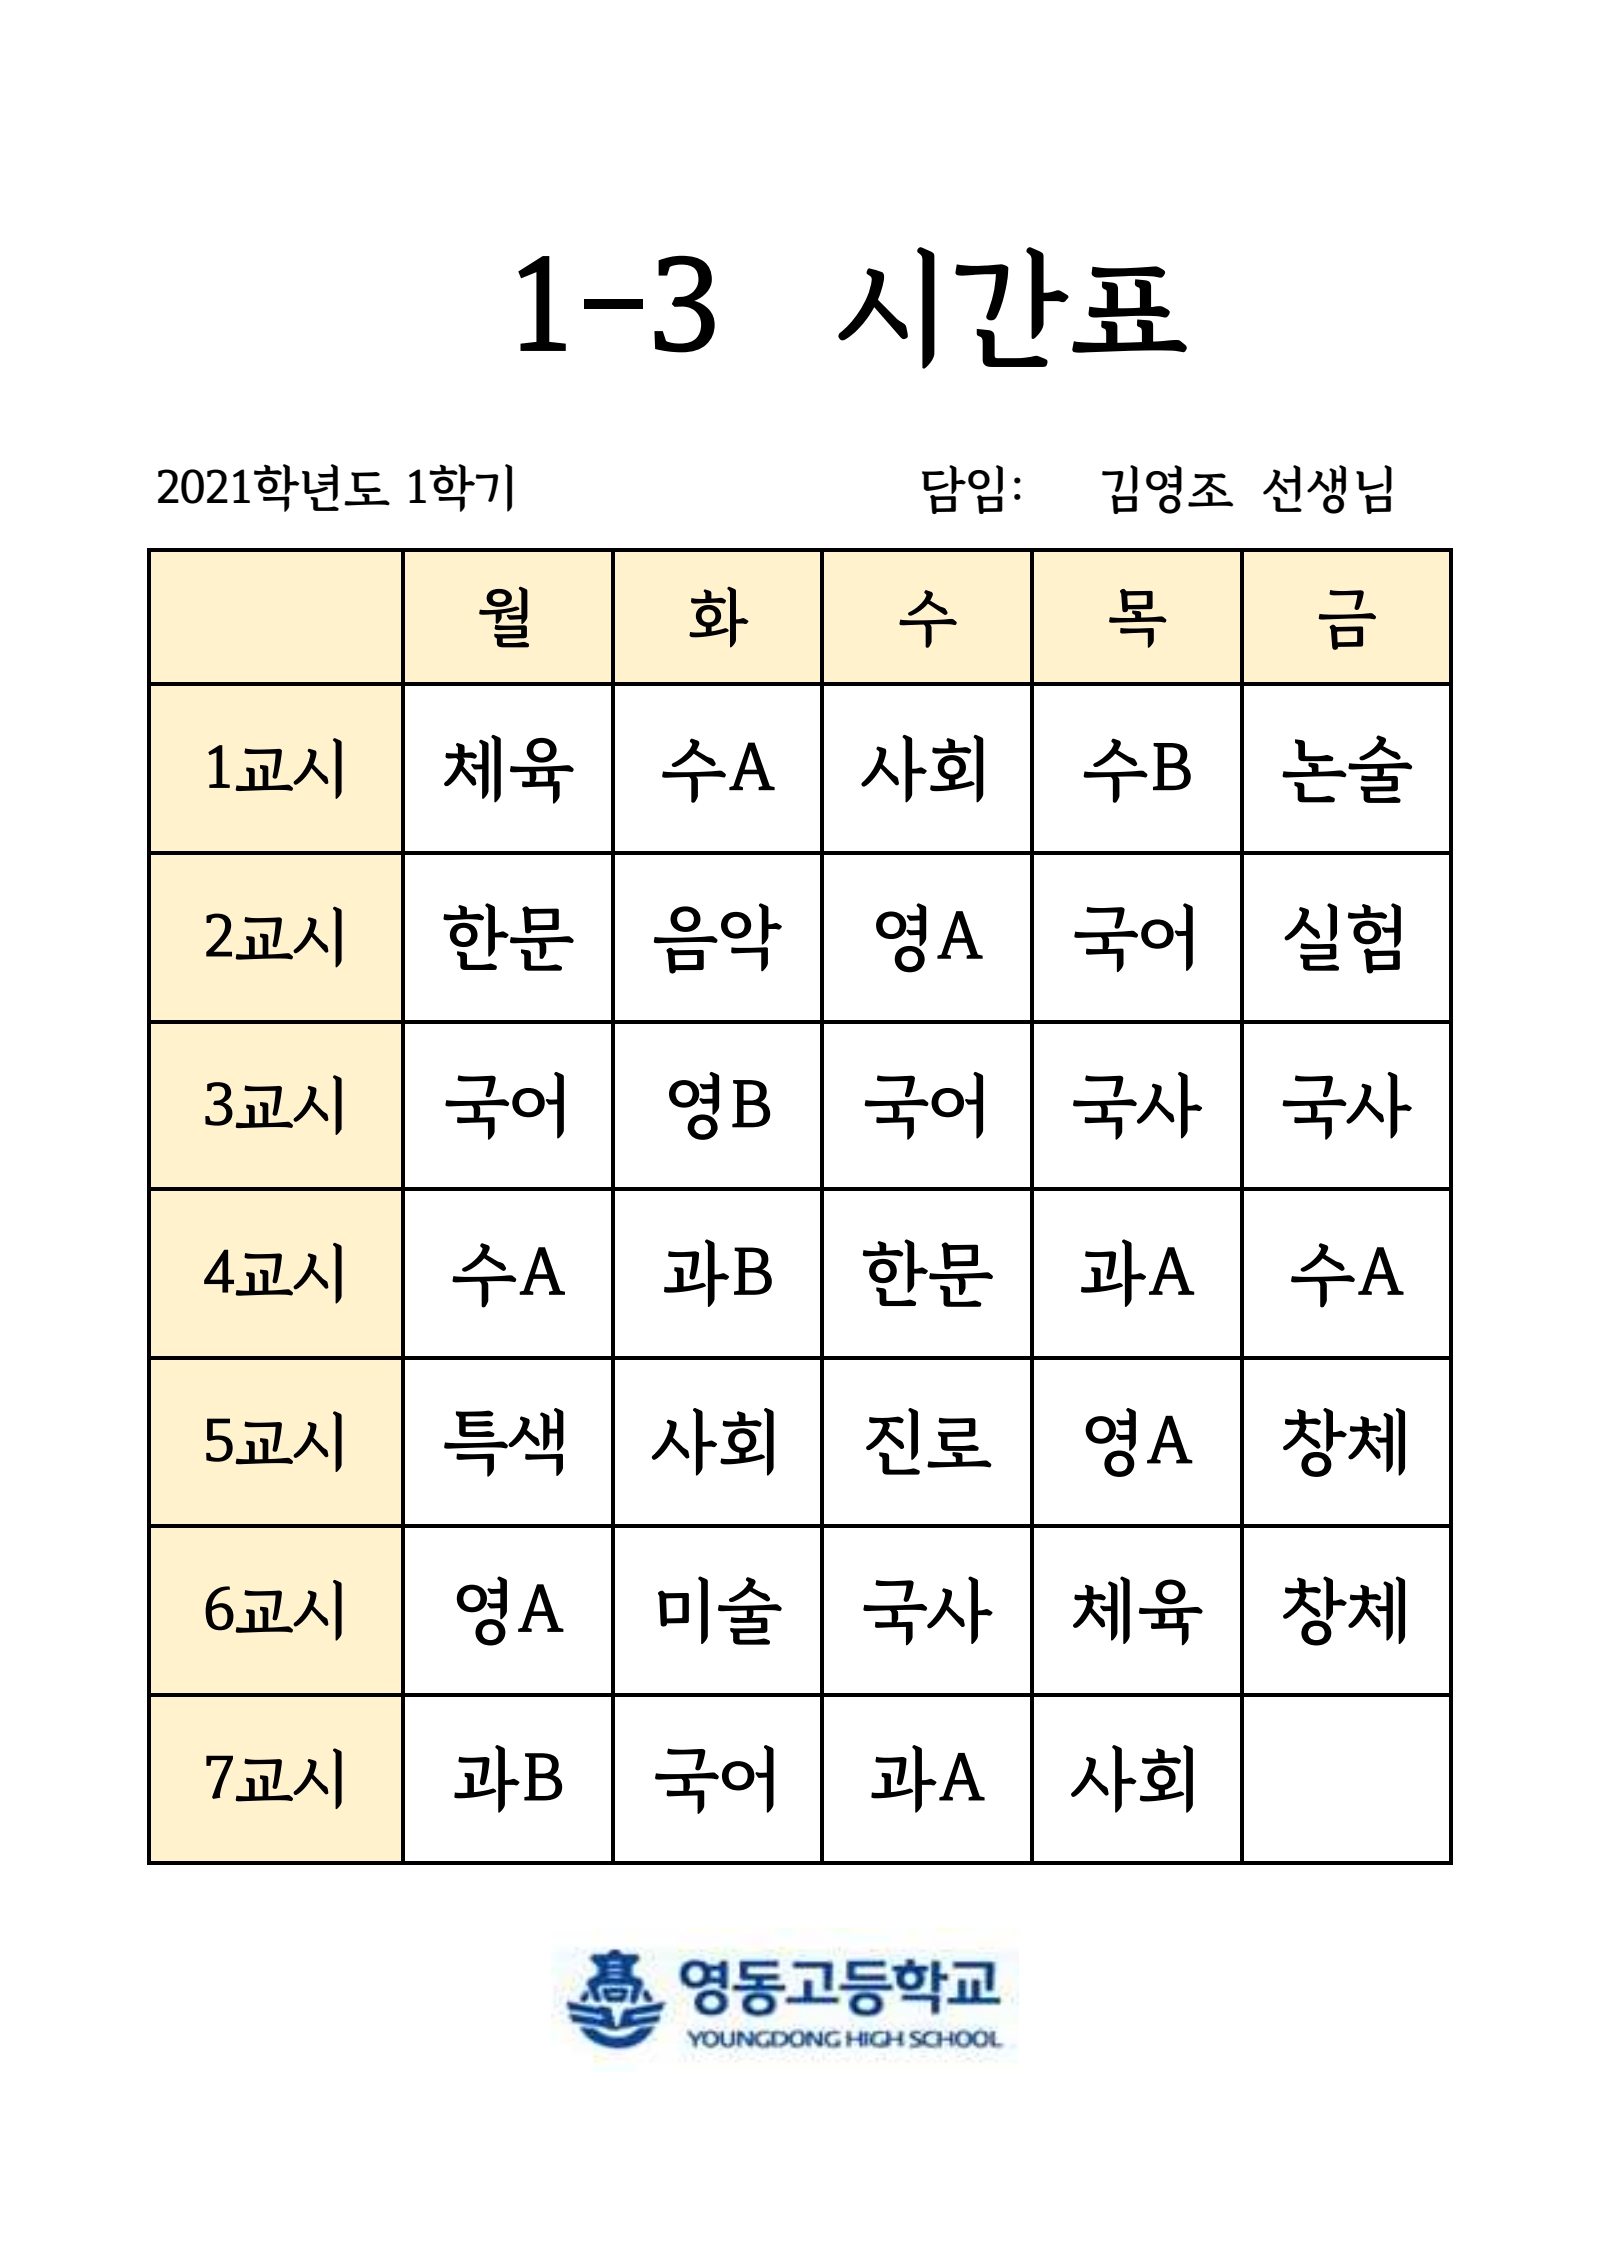 1-3 시간표
2021학년도 1학기 담임: 김영조 선생님
월 화 수 목 금
1교시 체육 수A 사회 수B 논술
2교시 한문 음악 영A 국어 실험
3교시 국어 영B 국어 국사 국사
4교시 수A 과B 한문 과A 수A
5교시 특색 사회 진로 영A 창체
6교시 영A 미술 국사 체육 창체
7교시 과B 국어 과A 사회
高 영동고등학교
YOUNGDONG HIGH SCHOOL